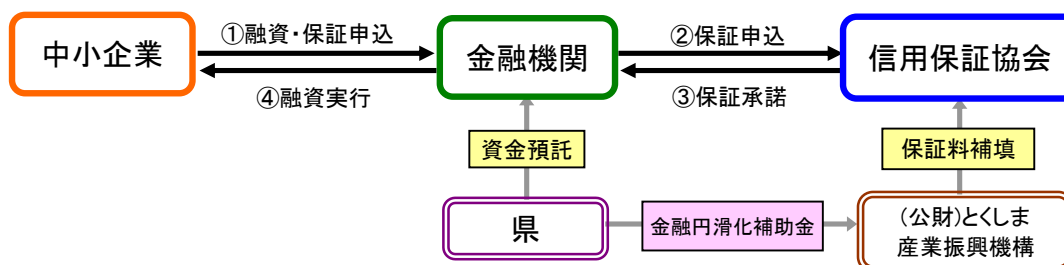 ①融資・保証申込
②保証申込
中小企業
金融機関
信用保証協会
④融資実行
③保証承諾
資金預託
保証料補填
県
金融円滑化補助金
(公財)とくしま
産業振興機構